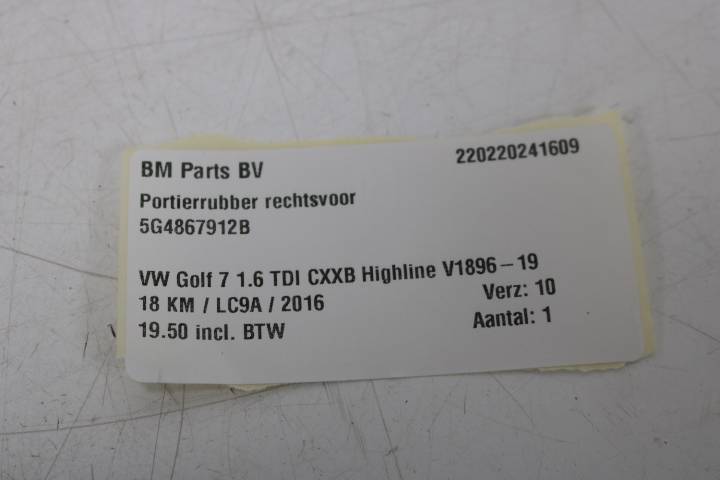 BM Parts BV 220220241609
Portierrubber rechtsvoor
5G4867912B
VW Golf 7 1.6 TDI CXXB Highline V1896-19
18 KM / LC9A / 2016 Verz: 10
19.50 incl. BTW Aantal: 1